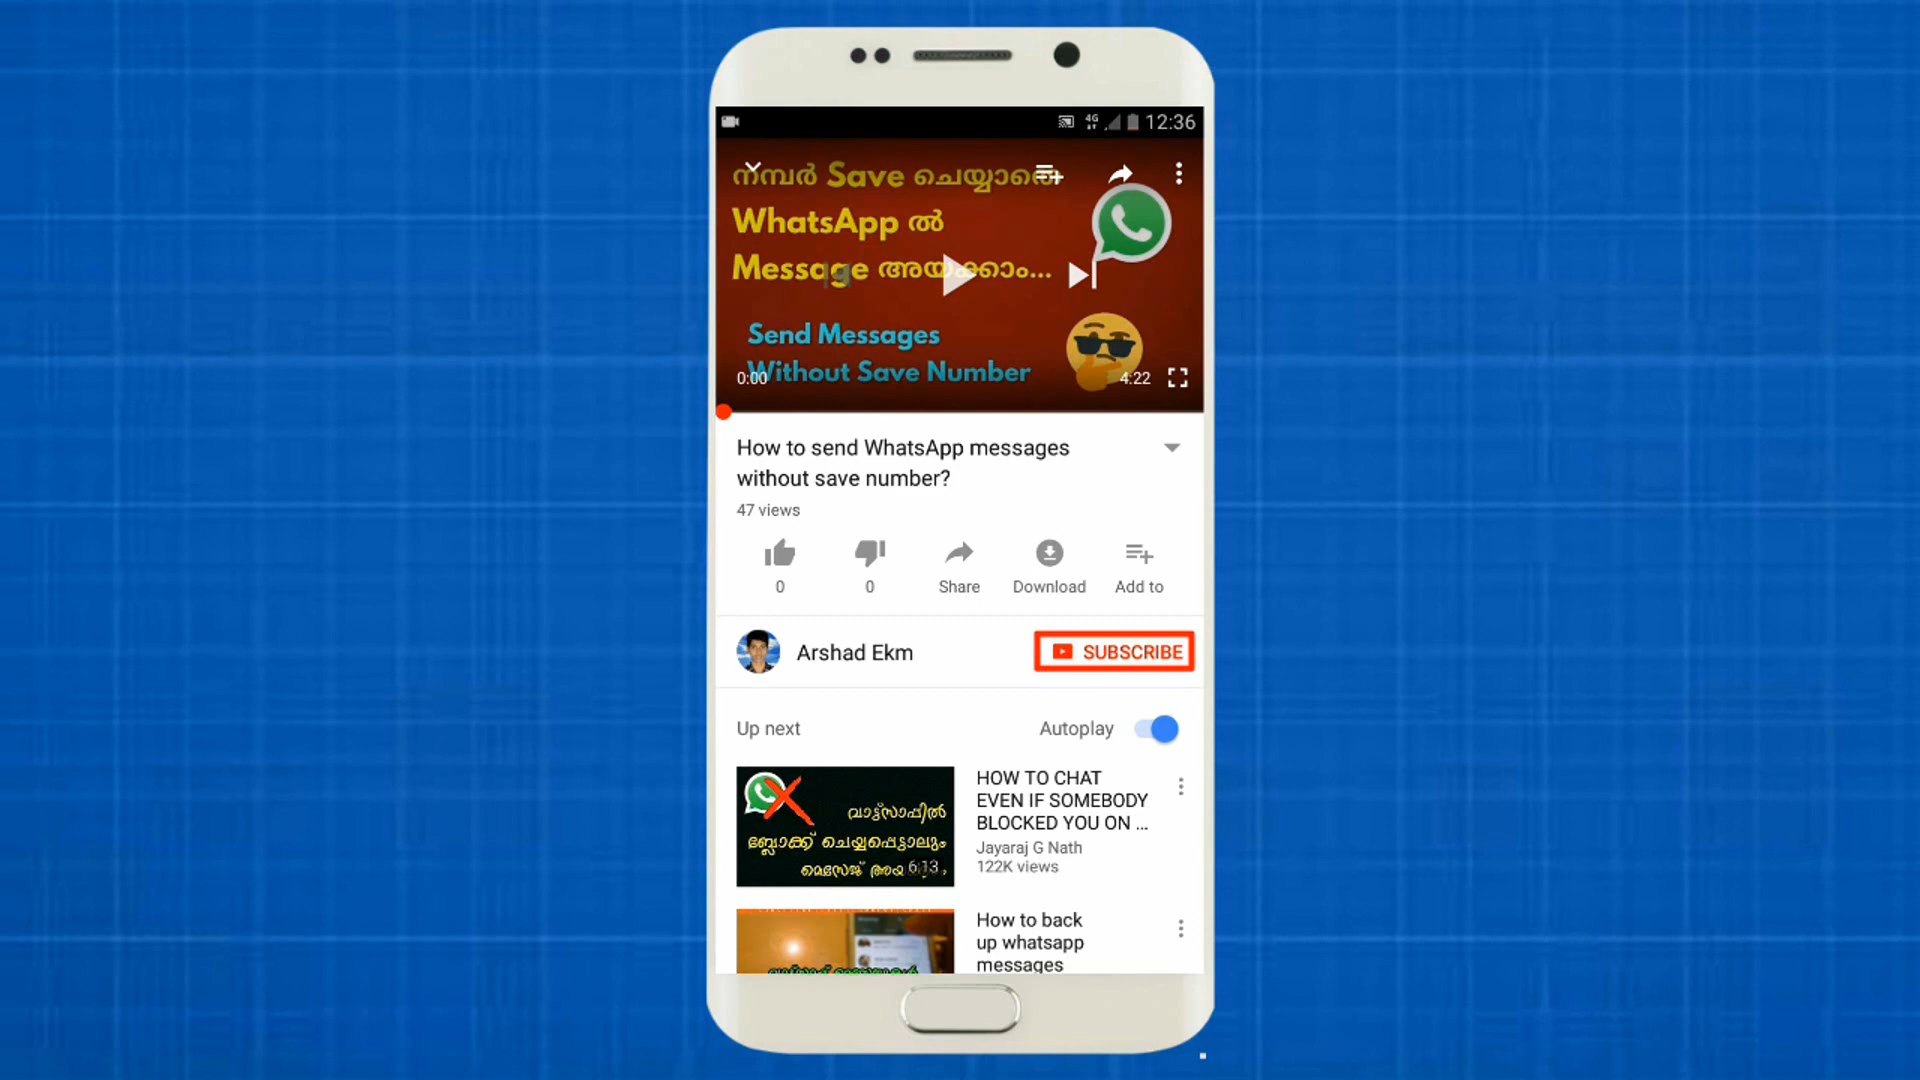 4G 12:36
നമ്പർ Save ചെയ്യാതെ
WhatsApp ൽ
Message അയക്കാം...
Send Messages
Without Save Number
0:00 4:22
How to send WhatsApp messages
without save number?
47 views
0 0 Share Download Add to
Arshad Ekm SUBSCRIBE
Up next Autoplay
വാട്ട്സാപ്പിൽ
ബ്ലോക്ക് ചെയ്യപ്പെട്ടാലും
മെസേജ്
6:13
HOW TO CHAT
EVEN IF SOMEBODY
BLOCKED YOU ON ...
Jayaraj G Nath
122K views
How to back
up whatsapp
messages